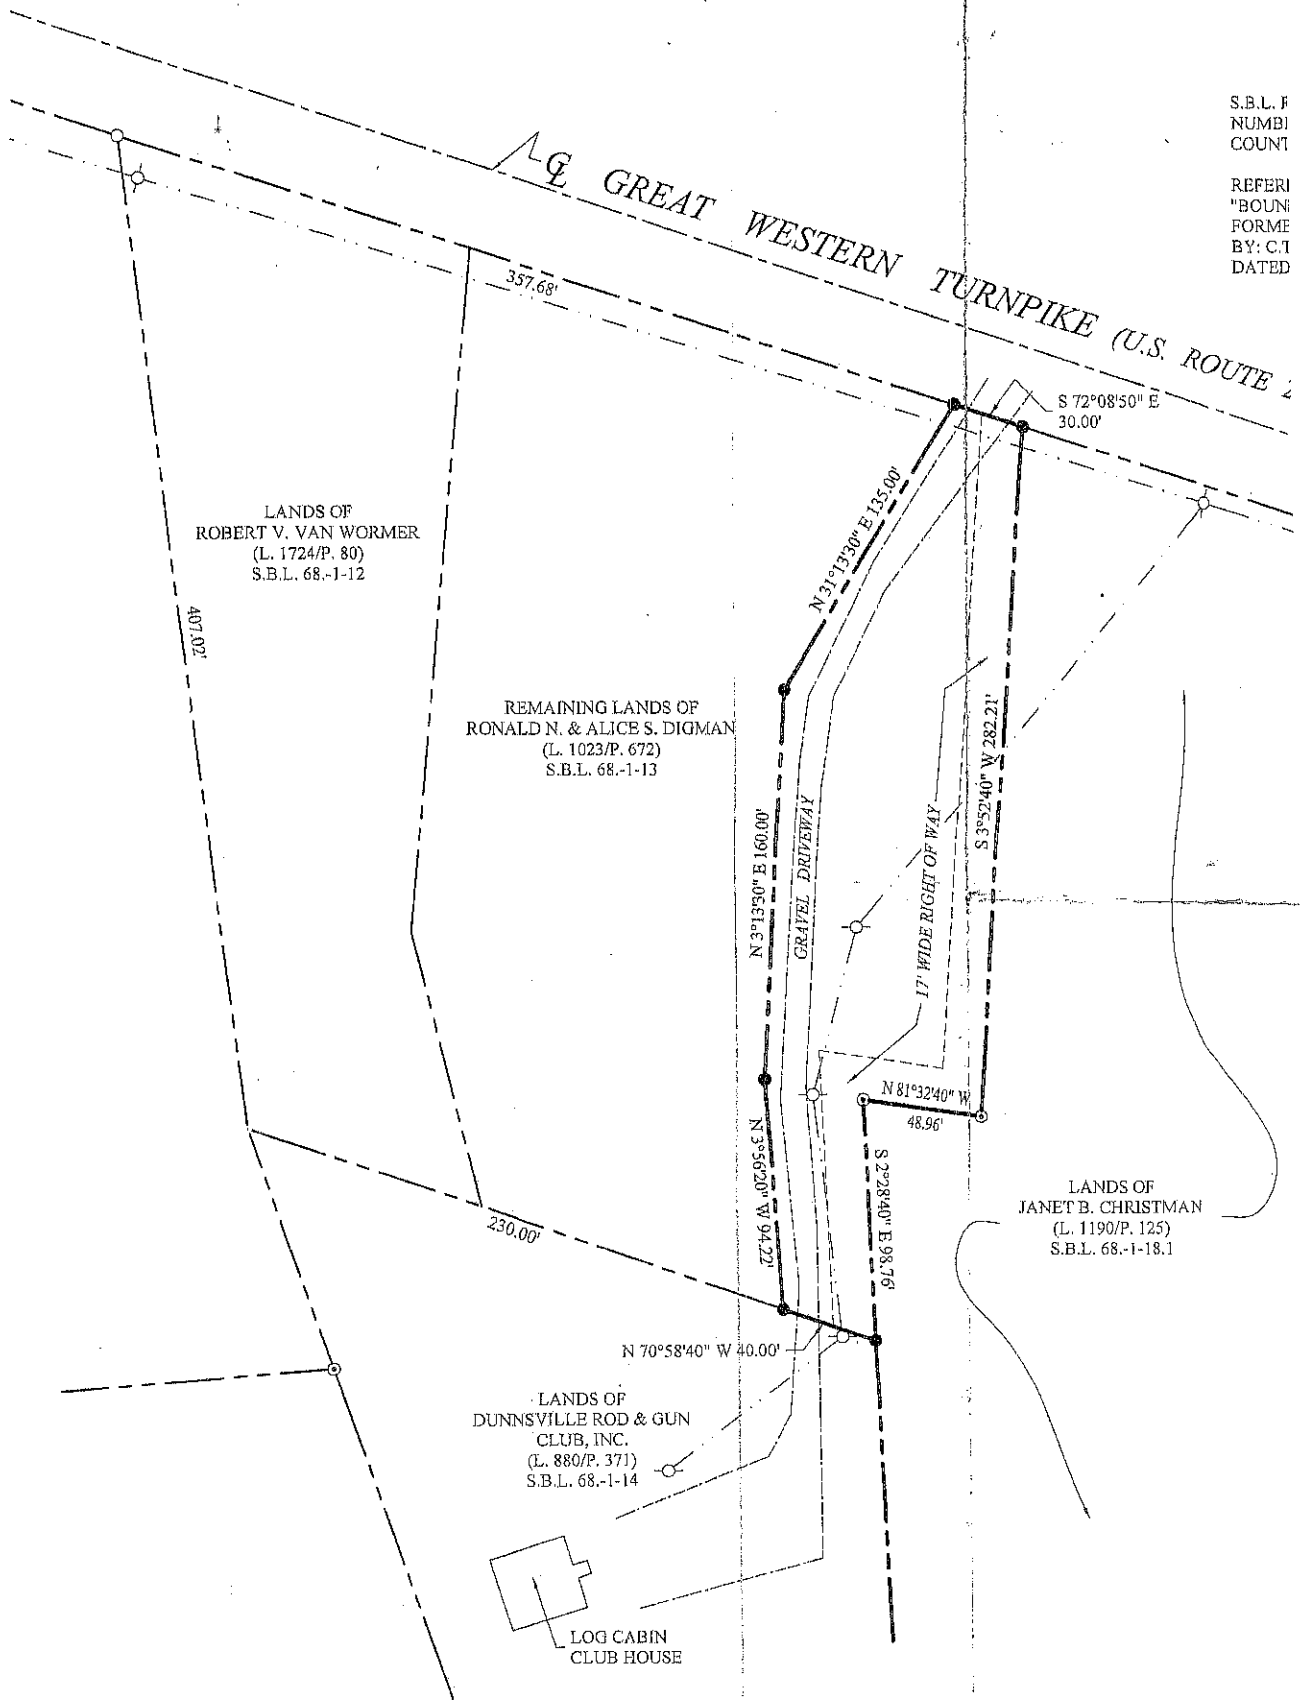 S.B.L.
NUMB
COUNT
REFER
"BOUN
FORME
BY: C.T
DATED
℄ GREAT WESTERN TURNPIKE (U.S. ROUTE 2
357.68'
S 72°08'50" E
30.00'
N 31°13'30" E 135.00'
LANDS OF
ROBERT V. VAN WORMER
(L. 1724/P. 80)
S.B.L. 68.-1-12
407.02'
REMAINING LANDS OF
RONALD N. & ALICE S. DIGMAN
(L. 1023/P. 672)
S.B.L. 68.-1-13
S 3°52'40" W 282.21'
N 3°13'30" E 160.00'
GRAVEL DRIVEWAY
17' WIDE RIGHT OF WAY
N 81°32'40" W
48.96'
N 3°56'20" W 94.22'
S 2°28'40" E 98.76'
LANDS OF
JANET B. CHRISTMAN
(L. 1190/P. 125)
S.B.L. 68.-1-18.1
230.00'
N 70°58'40" W 40.00'
LANDS OF
DUNNSVILLE ROD & GUN
CLUB, INC.
(L. 880/P. 371)
S.B.L. 68.-1-14
LOG CABIN
CLUB HOUSE